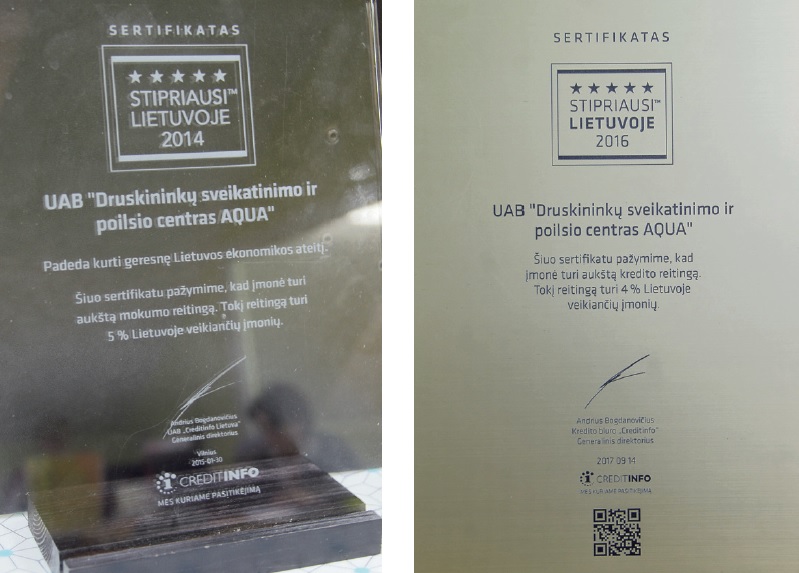 SERTIFIKATAS
STIPRIAUSI™
LIETUVOJE
2014
UAB "Druskininkų sveikatinimo ir
poilsio centras AQUA"
Padeda kurti geresnę Lietuvos ekonomikos ateitį.
Šiuo sertifikatu pažymime, kad įmonė turi
aukštą mokumo reitingą. Tokį reitingą turi
5 % Lietuvoje veikiančių įmonių.
Andrius Bogdanovičius
UAB „Creditinfo Lietuva"
Generalinis direktorius
Vilnius
2015-01-30
CREDITINFO
MES KURIAME PASITIKĖJIMĄ
SERTIFIKATAS
STIPRIAUSI™
LIETUVOJE
2016
UAB "Druskininkų sveikatinimo ir
poilsio centras AQUA"
Šiuo sertifikatu pažymime, kad
įmonė turi aukštą kredito reitingą.
Tokį reitingą turi 4 % Lietuvoje
veikiančių įmonių.
Andrius Bogdanovičius
Kredito biuro „Creditinfo"
Generalinis direktorius
2017 09 14
CREDITINFO
MES KURIAME PASITIKĖJIMĄ